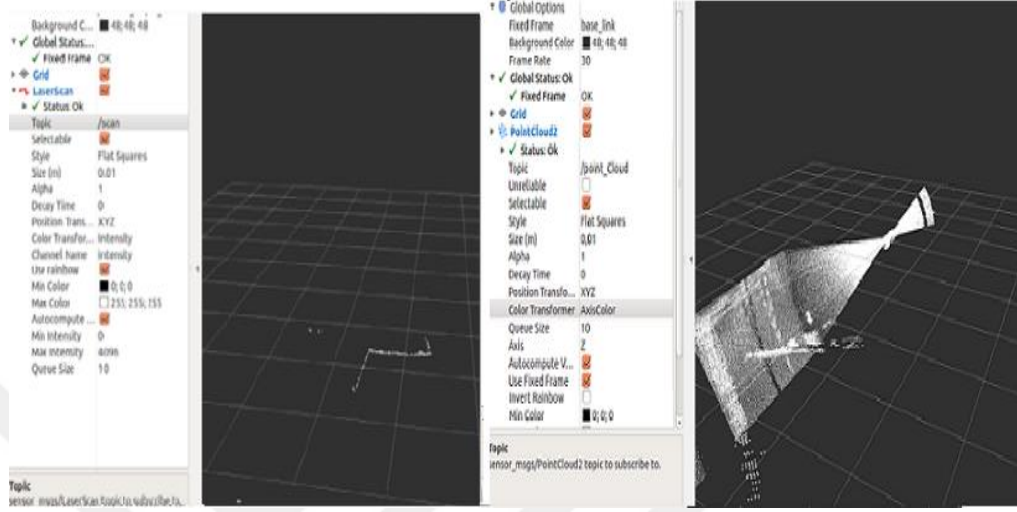 Background C... 48; 48; 48
Global Status:...
Fixed Frame OK
Grid
LaserScan
Status: Ok
Topic /scan
Selectable
Style Flat Squares
Size (m) 0.01
Alpha 1
Decay Time 0
Position Trans... XYZ
Color Transfor... Intensity
Channel Name intensity
Use rainbow
Min Color 0; 0; 0
Max Color 255; 255; 255
Autocompute ...
Min Intensity 0
Max Intensity 4096
Queue Size 10
Topic
sensor_msgs/LaserScan topic to subscribe to.
Global Options
Fixed Frame base_link
Background Color 48; 48; 48
Frame Rate 30
Global Status: Ok
Fixed Frame OK
Grid
PointCloud2
Status: Ok
Topic /point_Cloud
Unreliable
Selectable
Style Flat Squares
Size (m) 0,01
Alpha 1
Decay Time 0
Position Transfo... XYZ
Color Transformer AxisColor
Queue Size 10
Axis Z
Autocompute V...
Use Fixed Frame
Invert Rainbow
Min Color 0; 0; 0
Topic
sensor_msgs/PointCloud2 topic to subscribe to.